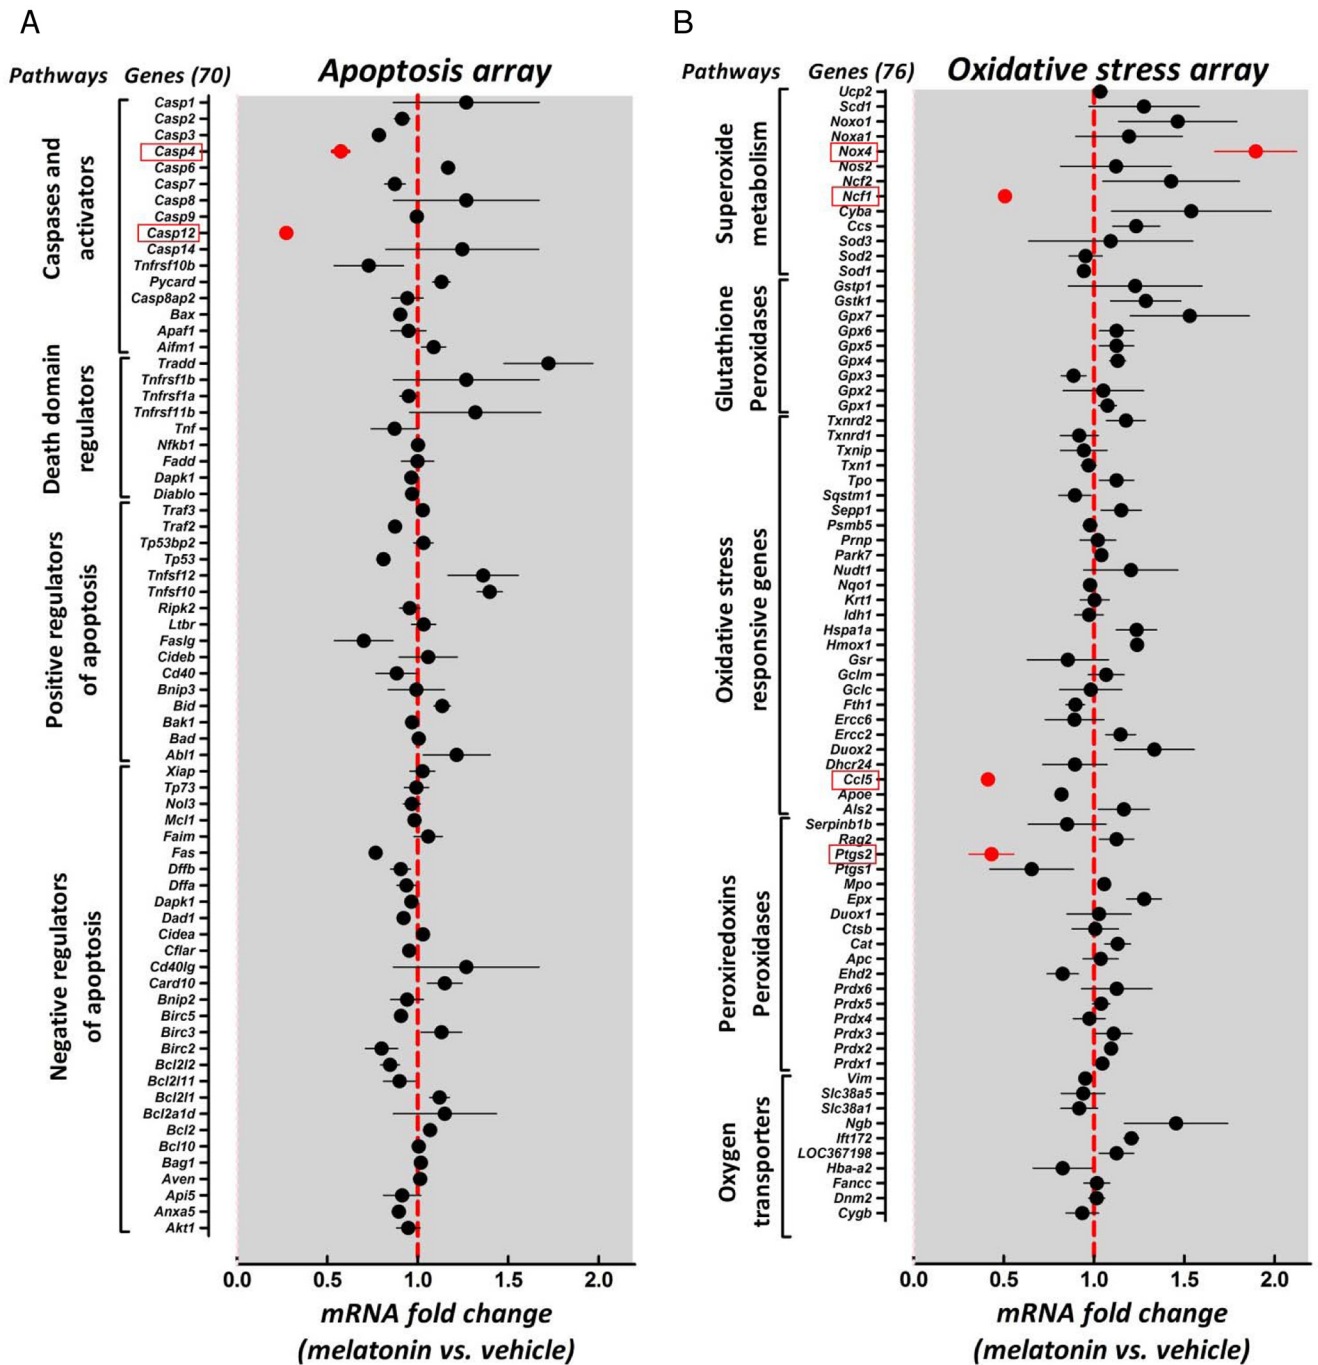 A
Pathways Genes (70) Apoptosis array
Caspases and
activators
Casp1
Casp2
Casp3
Casp4
Casp6
Casp7
Casp8
Casp9
Casp12
Casp14
Tnfrsf10b
Pycard
Casp8ap2
Bax
Apaf1
Aifm1
Death domain
regulators
Tradd
Tnfrsf1b
Tnfrsf1a
Tnfrsf11b
Tnf
Nfkb1
Fadd
Dapk1
Diablo
Positive regulators
of apoptosis
Traf3
Traf2
Tp53bp2
Tp53
Tnfsf12
Tnfsf10
Ripk2
Ltbr
Faslg
Cideb
Cd40
Bnip3
Bid
Bak1
Bad
Abl1
Negative regulators
of apoptosis
Xiap
Tp73
Nol3
Mcl1
Faim
Fas
Dffb
Dffa
Dapk1
Dad1
Cidea
Cflar
Cd40lg
Card10
Bnip2
Birc5
Birc3
Birc2
Bcl2l2
Bcl2l11
Bcl2l1
Bcl2a1d
Bcl2
Bcl10
Bag1
Aven
Api5
Anxa5
Akt1
0.0 0.5 1.0 1.5 2.0
mRNA fold change
(melatonin vs. vehicle)
B
Pathways Genes (76) Oxidative stress array
Superoxide
metabolism
Ucp2
Scd1
Noxo1
Noxa1
Nox4
Nos2
Ncf2
Ncf1
Cyba
Ccs
Sod3
Sod2
Sod1
Glutathione
Peroxidases
Gstp1
Gstk1
Gpx7
Gpx6
Gpx5
Gpx4
Gpx3
Gpx2
Gpx1
Oxidative stress
responsive genes
Txnrd2
Txnrd1
Txnip
Txn1
Tpo
Sqstm1
Sepp1
Psmb5
Prnp
Park7
Nudt1
Nqo1
Krt1
Idh1
Hspa1a
Hmox1
Gsr
Gclm
Gclc
Fth1
Ercc6
Ercc2
Duox2
Dhcr24
Ccl5
Apoe
Als2
Peroxiredoxins
Peroxidases
Serpinb1b
Rag2
Ptgs2
Ptgs1
Mpo
Epx
Duox1
Ctsb
Cat
Apc
Ehd2
Prdx6
Prdx5
Prdx4
Prdx3
Prdx2
Prdx1
Oxygen
transporters
Vim
Slc38a5
Slc38a1
Ngb
Ift172
LOC367198
Hba-a2
Fancc
Dnm2
Cygb
0.0 0.5 1.0 1.5 2.0
mRNA fold change
(melatonin vs. vehicle)